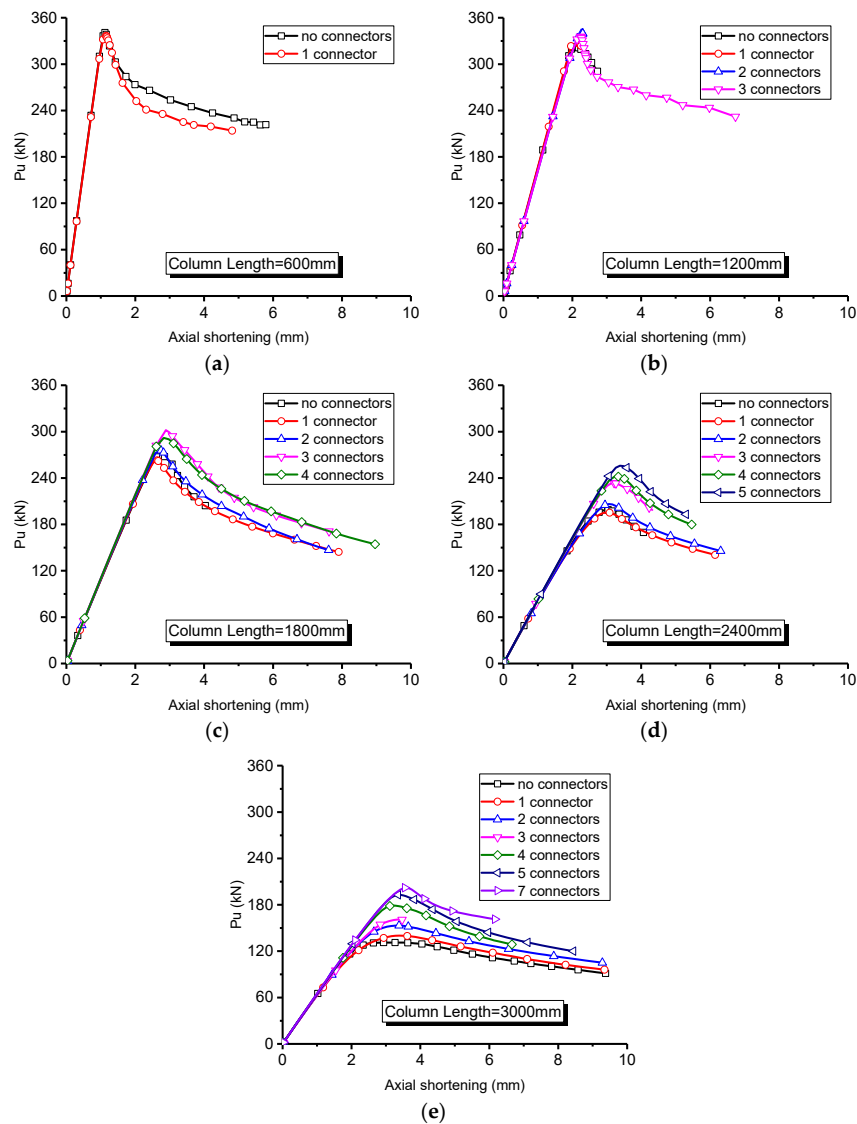 360
300
240
180
120
60
0
Pu (kN)
no connectors
1 connector
Column Length=600mm
0 2 4 6 8 10
Axial shortening (mm)
(a)
360
300
240
180
120
60
0
Pu (kN)
no connectors
1 connector
2 connectors
3 connectors
Column Length=1200mm
0 2 4 6 8 10
Axial shortening (mm)
(b)
360
300
240
180
120
60
0
Pu (kN)
no connectors
1 connector
2 connectors
3 connectors
4 connectors
Column Length=1800mm
0 2 4 6 8 10
Axial shortening (mm)
(c)
360
300
240
180
120
60
0
Pu (kN)
no connectors
1 connectors
2 connectors
3 connectors
4 connectors
5 connectors
Column Length=2400mm
0 2 4 6 8 10
Axial shortening (mm)
(d)
360
300
240
180
120
60
0
Pu (kN)
no connectors
1 connector
2 connectors
3 connectors
4 connectors
5 connectors
7 connectors
Column Length=3000mm
0 2 4 6 8 10
Axial shortening (mm)
(e)